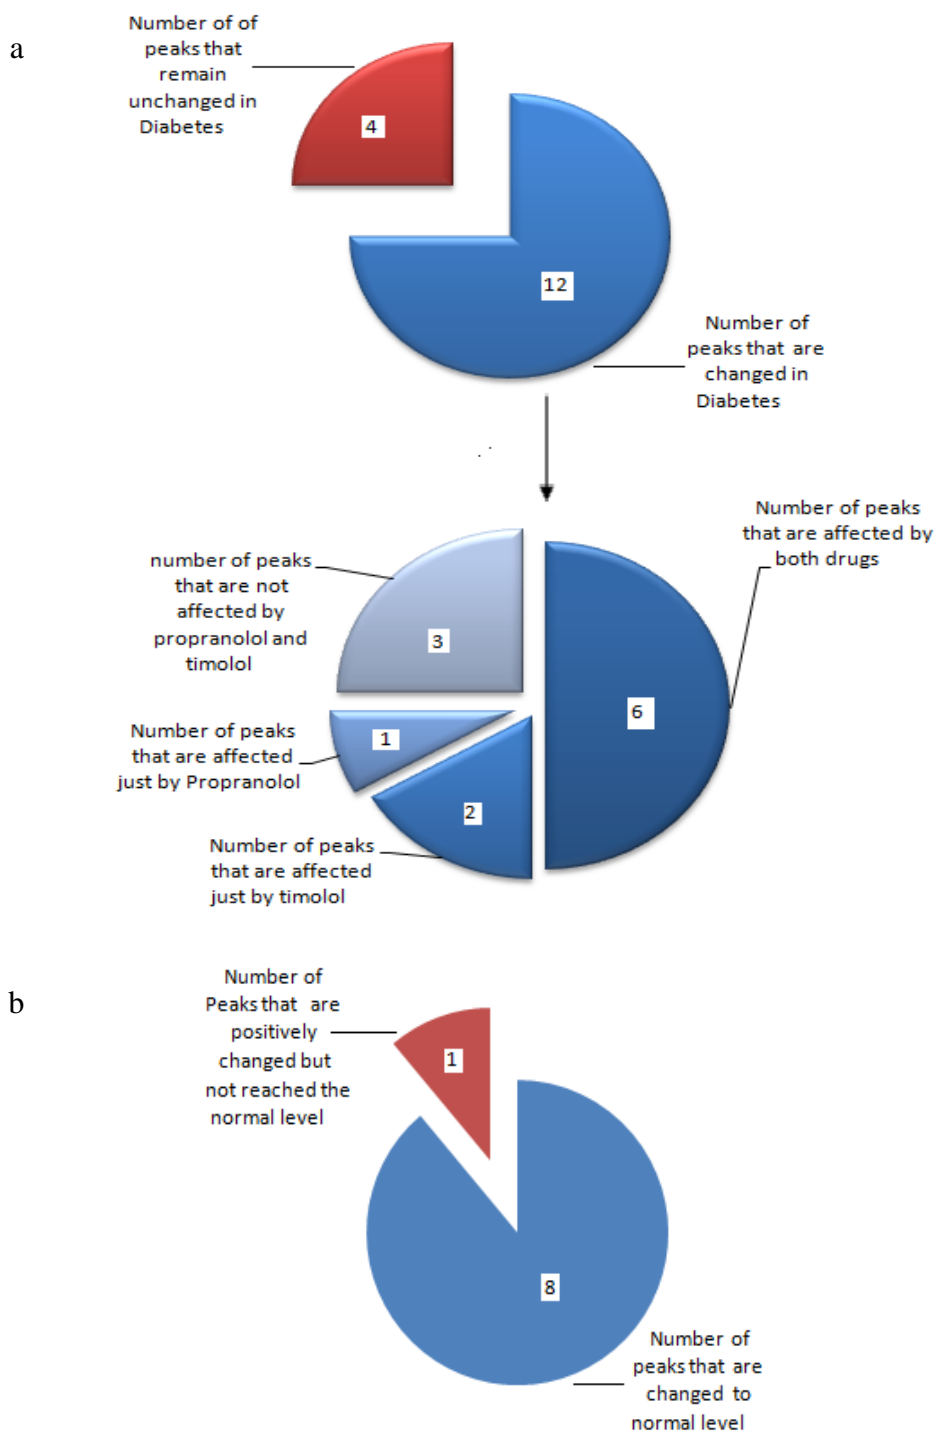 a
Number of of
peaks that
remain
unchanged in
Diabetes
4
12
Number of
peaks that are
changed in
Diabetes
Number of peaks
that are affected by
both drugs
number of peaks
that are not
affected by
propranolol and
timolol
3
6
Number of peaks
that are affected
just by Propranolol
1
2
Number of peaks
that are affected
just by timolol
b
Number of
Peaks that are
positively
changed but
not reached the
normal level
1
8
Number of
peaks that are
changed to
normal level